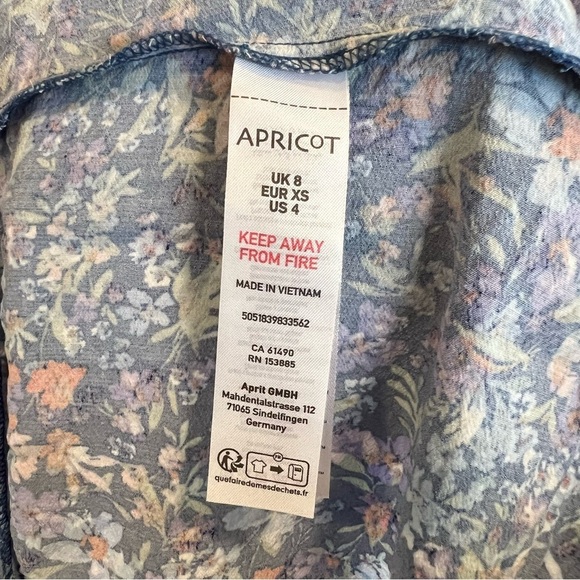 APRICOT
UK 8
EUR XS
US 4
KEEP AWAY
FROM FIRE
MADE IN VIETNAM
5051839833562
CA 61490
RN 153885
Aprit GMBH
Mahdentalstrasse 112
71065 Sindelfingen
Germany
FR
quefairedemesdechets.fr